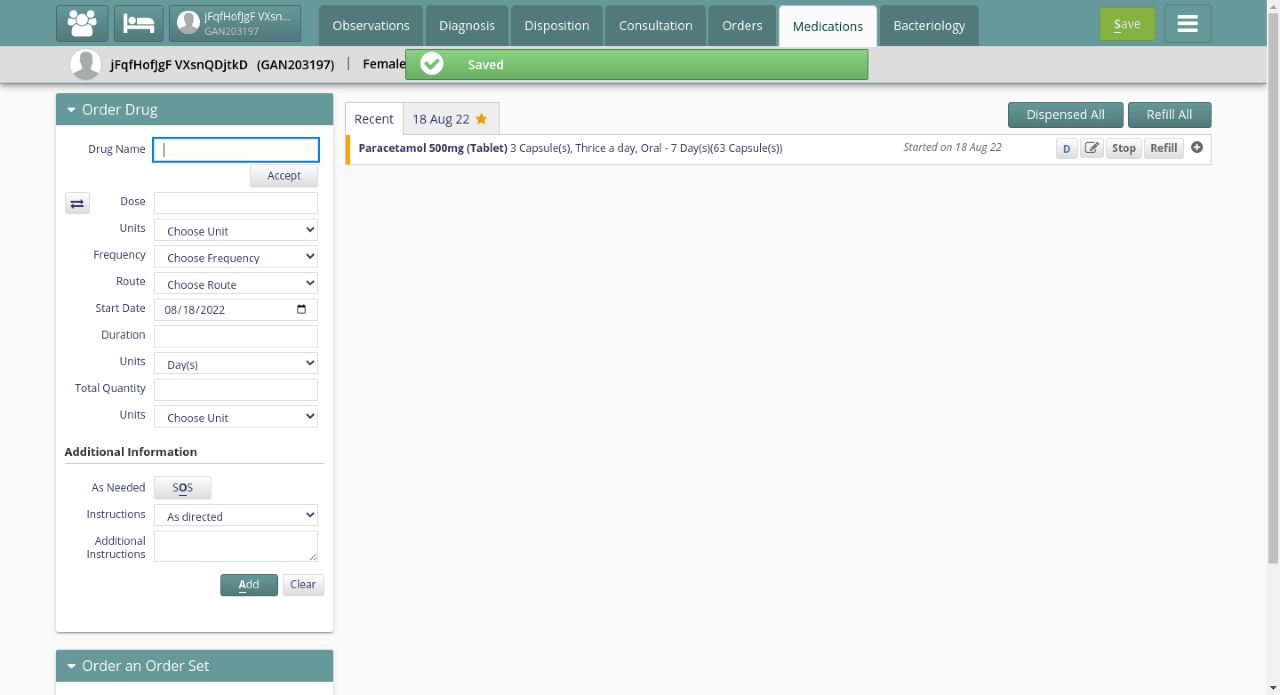 jFqfHofJgF VXsn...
GAN203197
Observations
Diagnosis
Disposition
Consultation
Orders
Medications
Bacteriology
Save
jFqfHofJgF VXsnQDjtkD (GAN203197) | Female
Saved
Order Drug
Drug Name
Accept
Dose
Units Choose Unit
Frequency Choose Frequency
Route Choose Route
Start Date 08/18/2022
Duration
Units Day(s)
Total Quantity
Units Choose Unit
Additional Information
As Needed SOS
Instructions As directed
Additional
Instructions
Add Clear
Order an Order Set
Recent 18 Aug 22
Dispensed All Refill All
Paracetamol 500mg (Tablet) 3 Capsule(s), Thrice a day, Oral - 7 Day(s)(63 Capsule(s)) Started on 18 Aug 22 D Stop Refill